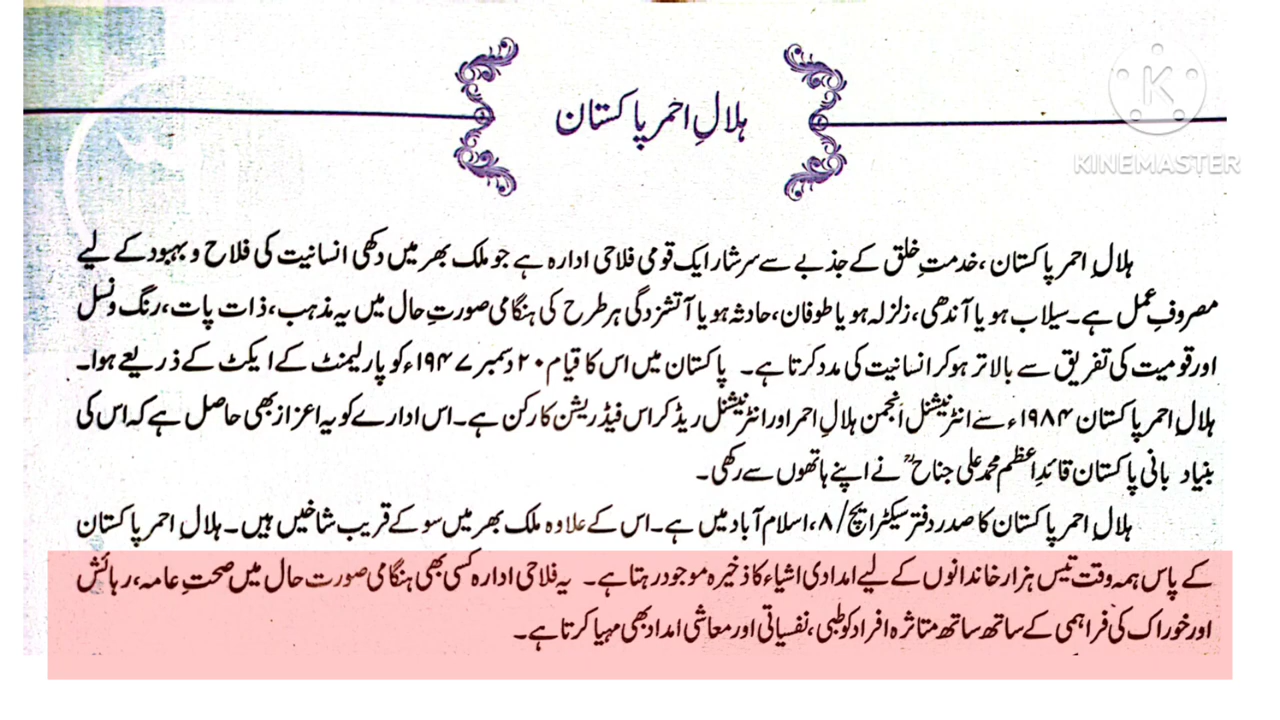 ہلالِ احمر پاکستان
KINEMASTER
ہلالِ احمر پاکستان، خدمتِ خلق کے جذبے سے سرشار ایک قومی فلاحی ادارہ ہے جو ملک بھر میں دکھی انسانیت کی فلاح و بہبود کے لیے
مصروفِ عمل ہے۔ سیلاب ہو یا آندھی، زلزلہ ہو یا طوفان، حادثہ ہو یا آتشزدگی ہر طرح کی ہنگامی صورتِ حال میں یہ مذہب، ذات پات، رنگ و نسل
اور قومیت کی تفریق سے بالاتر ہو کر انسانیت کی مدد کرتا ہے۔ پاکستان میں اس کا قیام ۲۰ دسمبر ۱۹۴۷ء کو پارلیمنٹ کے ایکٹ کے ذریعے ہوا۔
ہلالِ احمر پاکستان ۱۹۸۴ء سے انٹرنیشنل انجمن ہلالِ احمر اور انٹرنیشنل ریڈ کراس فیڈریشن کا رکن ہے۔ اس ادارے کو یہ اعزاز بھی حاصل ہے کہ اس کی
بنیاد بانی پاکستان قائدِ اعظم محمد علی جناحؒ نے اپنے ہاتھوں سے رکھی۔
ہلالِ احمر پاکستان کا صدر دفتر سیکٹر ایچ/۸، اسلام آباد میں ہے۔ اس کے علاوہ ملک بھر میں سو کے قریب شاخیں ہیں۔ ہلالِ احمر پاکستان
کے پاس ہمہ وقت تیس ہزار خاندانوں کے لیے امدادی اشیاء کا ذخیرہ موجود رہتا ہے۔ یہ فلاحی ادارہ کسی بھی ہنگامی صورت حال میں صحتِ عامہ، رہائش
اور خوراک کی فراہمی کے ساتھ ساتھ متاثرہ افراد کو طبی، نفسیاتی اور معاشی امداد بھی مہیا کرتا ہے۔